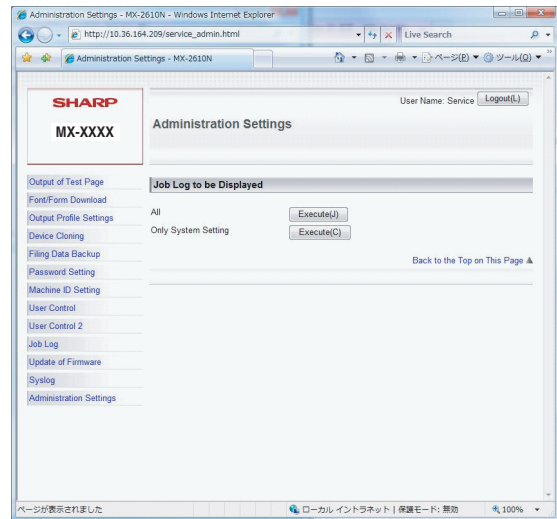 Administration Settings - MX-2610N - Windows Internet Explorer
http://10.36.164.209/service_admin.html
Live Search
Administration Settings - MX-2610N
ページ(P)
ツール(O)
SHARP
MX-XXXX
User Name: Service
Logout(L)
Administration Settings
Output of Test Page
Font/Form Download
Output Profile Settings
Device Cloning
Filing Data Backup
Password Setting
Machine ID Setting
User Control
User Control 2
Job Log
Update of Firmware
Syslog
Administration Settings
Job Log to be Displayed
All
Execute(J)
Only System Setting
Execute(C)
Back to the Top on This Page ▲
ページが表示されました
ローカル イントラネット | 保護モード: 無効
100%